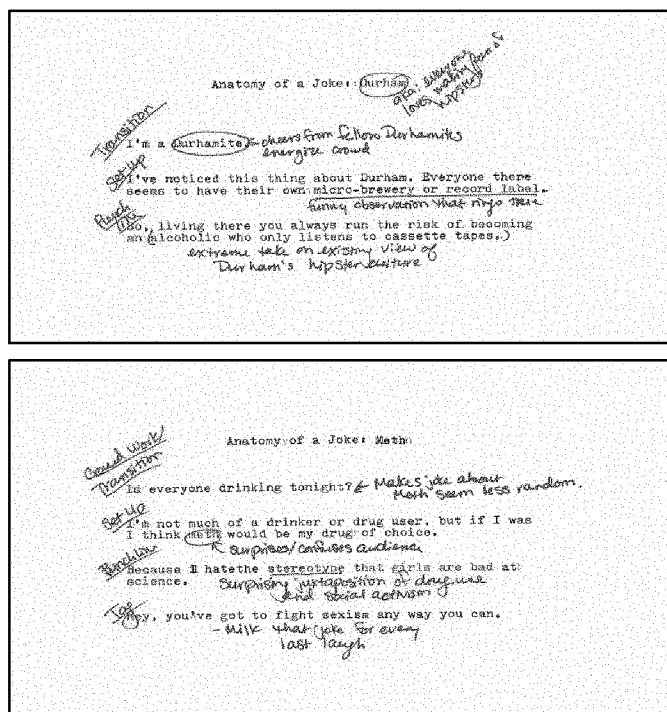 Anatomy of a Joke: Durham
aka, everyone
loves making fun of
hipsters
Transition
I'm a Durhamite ← cheers from fellow Durhamites
energize crowd
Set Up
I've noticed this thing about Durham. Everyone there
seems to have their own micro-brewery or record label.
funny observation that rings true
Punch
line
So, living there you always run the risk of becoming
an alcoholic who only listens to cassette tapes.
extreme take on existing view of
Durham's hipster culture
Anatomy of a Joke: Meth
Crowd Work/
Transition
Is everyone drinking tonight? ← Makes joke about
Meth seem less random.
Set Up
I'm not much of a drinker or drug user, but if I was
I think meth would be my drug of choice.
surprises/confuses audience
Punchline
Because I hatethe stereotype that girls are bad at
science. Surprising juxtaposition of drug use
and social activism
Tag
Hey, you've got to fight sexism any way you can.
- Milk that joke for every
last laugh